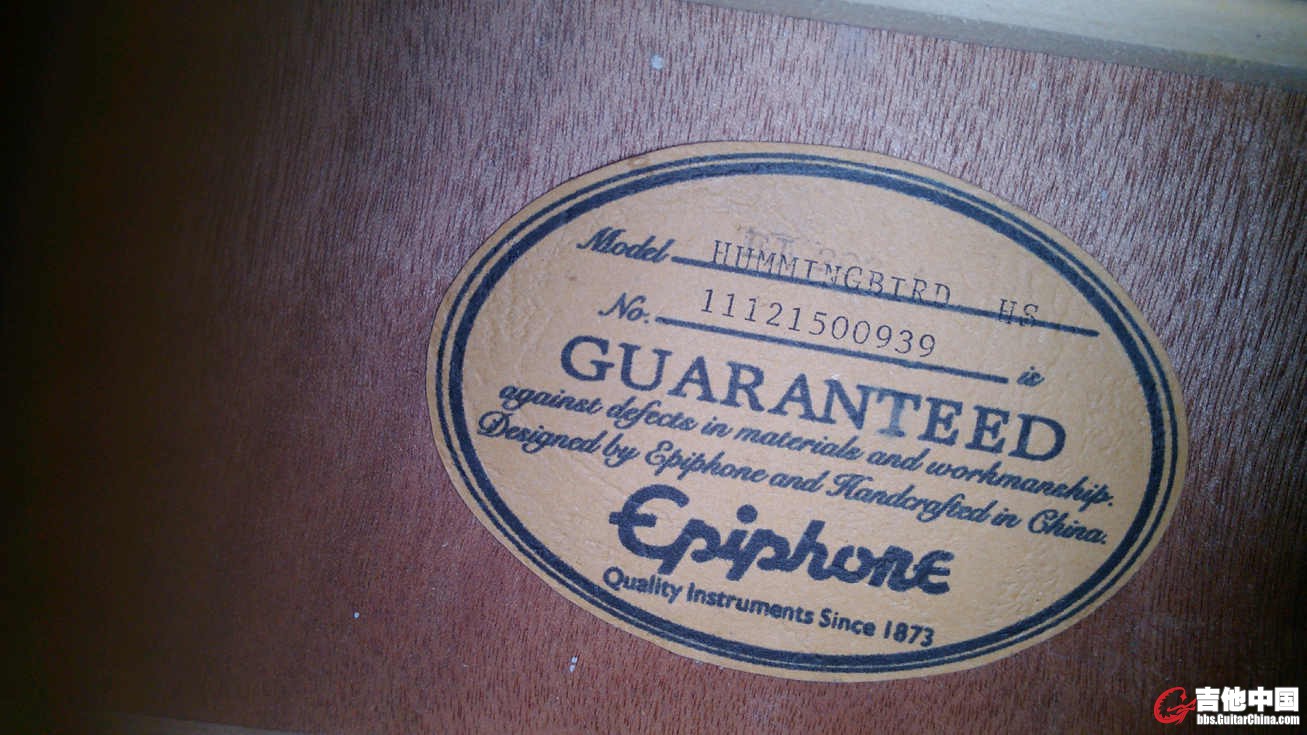 Model HUMMINGBIRD HS
No. 11121500939 is
GUARANTEED
against defects in materials and workmanship.
Designed by Epiphone and Handcrafted in China.
Epiphone
Quality Instruments Since 1873
吉他中国
bbs.GuitarChina.com